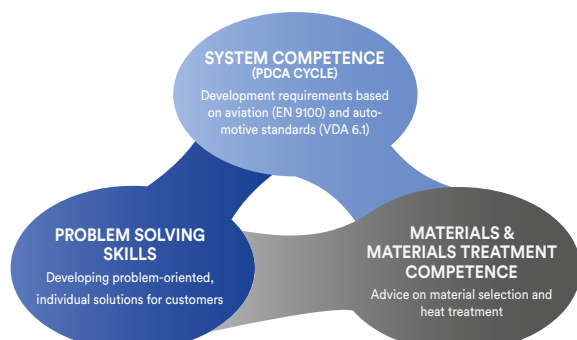 SYSTEM COMPETENCE
(PDCA CYCLE)
Development requirements based
on aviation (EN 9100) and auto-
motive standards (VDA 6.1)
PROBLEM SOLVING
SKILLS
Developing problem-oriented,
individual solutions for customers
MATERIALS &
MATERIALS TREATMENT
COMPETENCE
Advice on material selection and
heat treatment